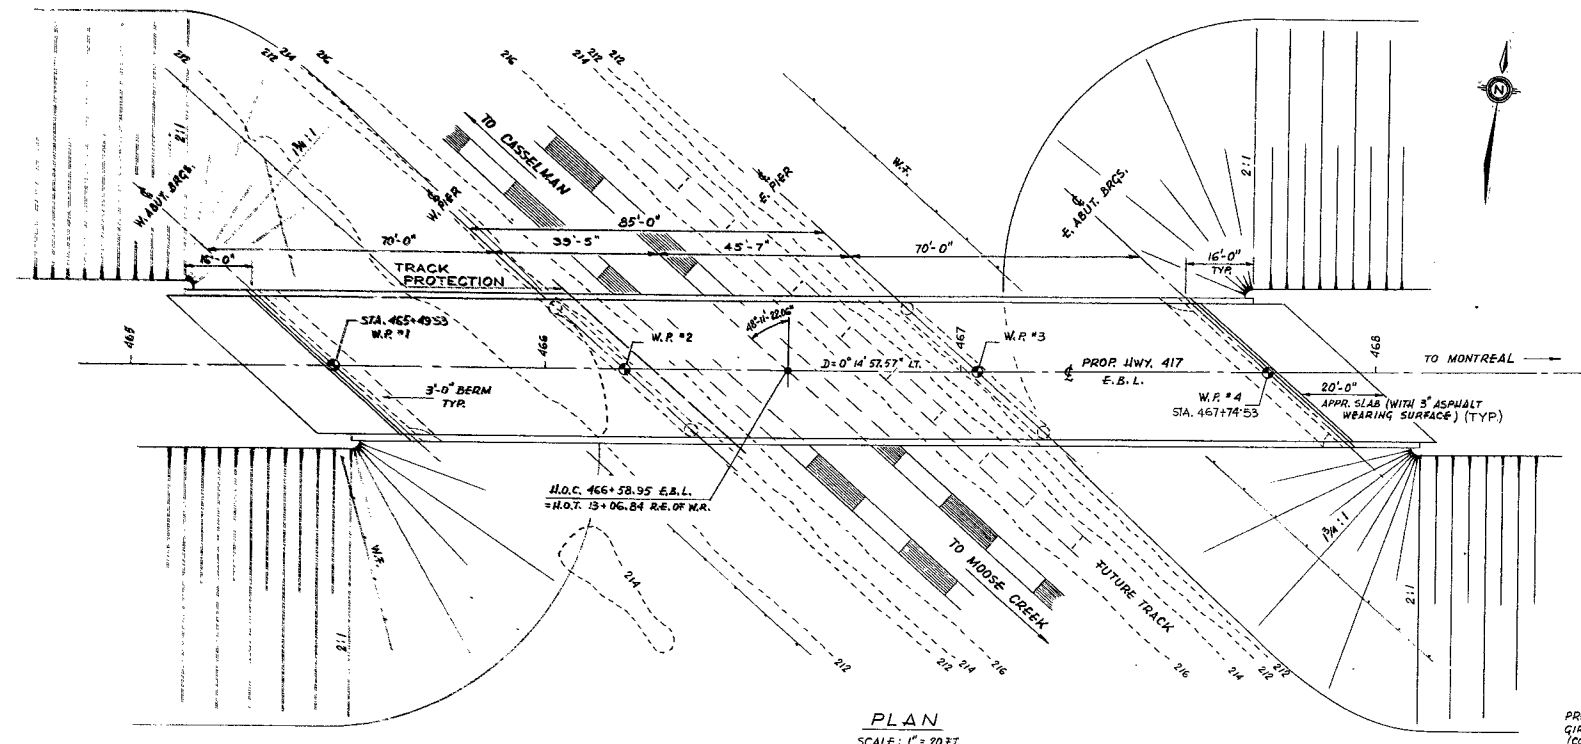 212
212
214
216
216
214
212
212
N
2:1
1¾:1
TO CASSELMAN
W.F.
2:1
℄ W. ABUT. BRGS.
℄ W. PIER
℄ E. PIER
℄ E. ABUT. BRGS.
85'-0"
70'-0"
39'-5"
45'-7"
70'-0"
16'-0"
16'-0"
TYP.
TRACK
PROTECTION
STA. 465+49.53
W.P. #1
48°-11'-22.06"
W.P. #2
W.P. #3
465
466
467
468
D=0° 14' 57.57" LT.
℄ PROP. HWY. 417
E.B.L.
TO MONTREAL
3'-0" BERM
TYP.
W.P. #4
STA. 467+74.53
20'-0"
APPR. SLAB (WITH 3" ASPHALT
WEARING SURFACE) (TYP.)
H.O.C. 466+58.95 E.B.L.
=H.O.T. 13+06.84 R.E. OF W.R.
W.F.
214
TO MOOSE CREEK
FUTURE TRACK
1¾:1
2:1
2:1
212
212
214
216
216
214
212
212
PLAN
SCALE: 1" = 20 FT.